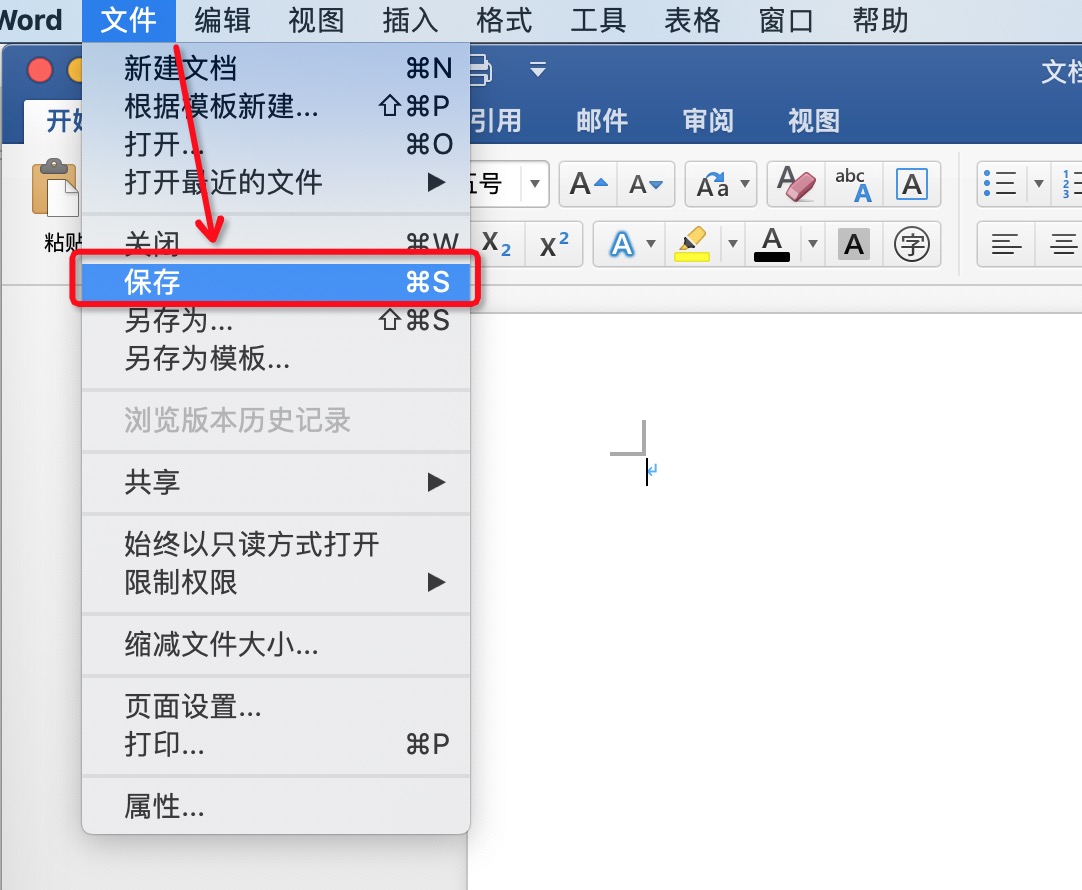 Word 文件 编辑 视图 插入 格式 工具 表格 窗口 帮助
文档
开始 引用 邮件 审阅 视图
新建文档 ⌘N
根据模板新建... ⇧⌘P
打开... ⌘O
打开最近的文件 ▶
关闭 ⌘W
保存 ⌘S
另存为... ⇧⌘S
另存为模板...
浏览版本历史记录
共享 ▶
始终以只读方式打开
限制权限 ▶
缩减文件大小...
页面设置...
打印... ⌘P
属性...
粘贴
五号 A A Aa A abc A A 1 2 3
X2 X2 A A A 字